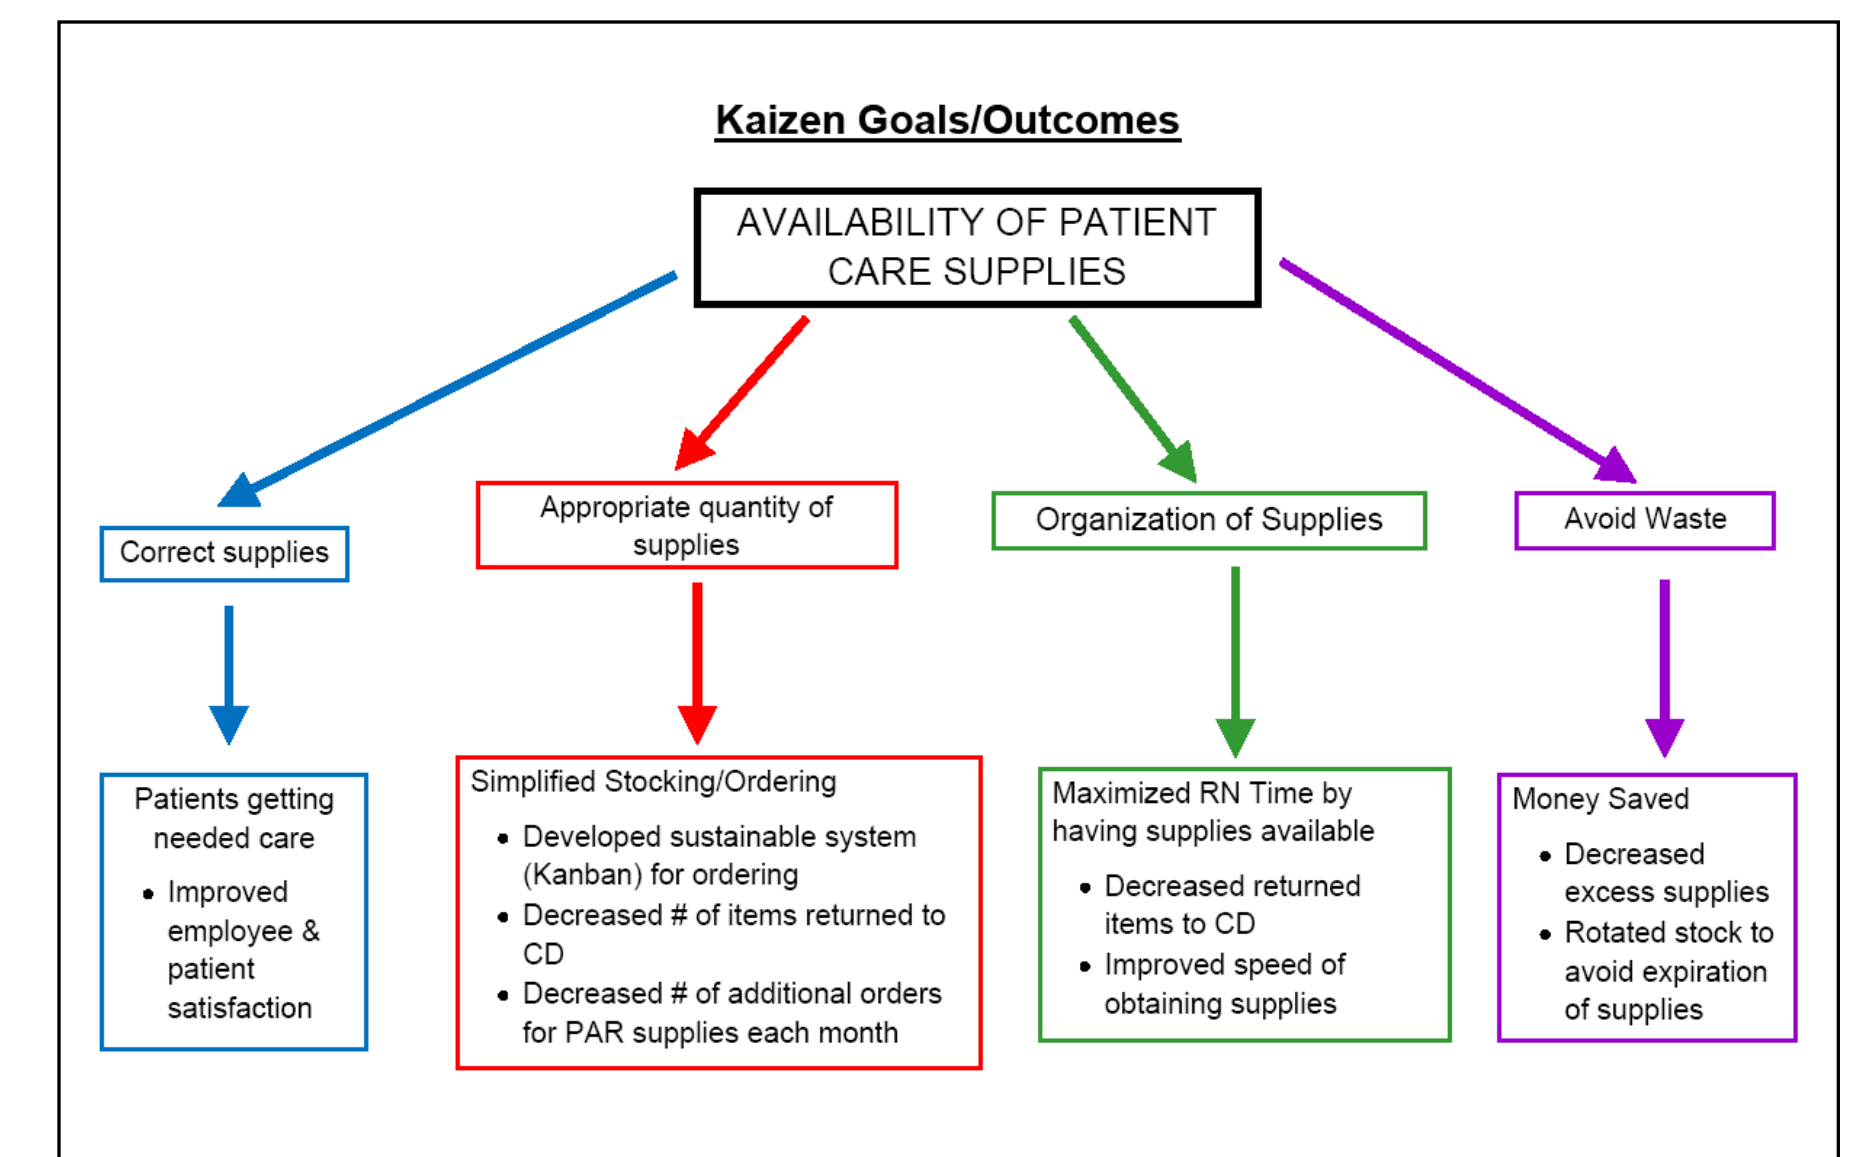 Kaizen Goals/Outcomes
AVAILABILITY OF PATIENT
CARE SUPPLIES
Correct supplies
Appropriate quantity of
supplies
Organization of Supplies
Avoid Waste
Patients getting
needed care
• Improved
employee &
patient
satisfaction
Simplified Stocking/Ordering
• Developed sustainable system
(Kanban) for ordering
• Decreased # of items returned to
CD
• Decreased # of additional orders
for PAR supplies each month
Maximized RN Time by
having supplies available
• Decreased returned
items to CD
• Improved speed of
obtaining supplies
Money Saved
• Decreased
excess supplies
• Rotated stock to
avoid expiration
of supplies